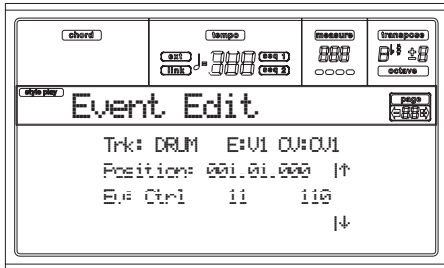 chord tempo measure transpose
ext seq 1
link seq 2
octave
style play page
Event Edit
Trk: DRUM E:V1 CV:CV1
Position: 001.01.000 ↑
Ev: Ctrl 11 110
↓